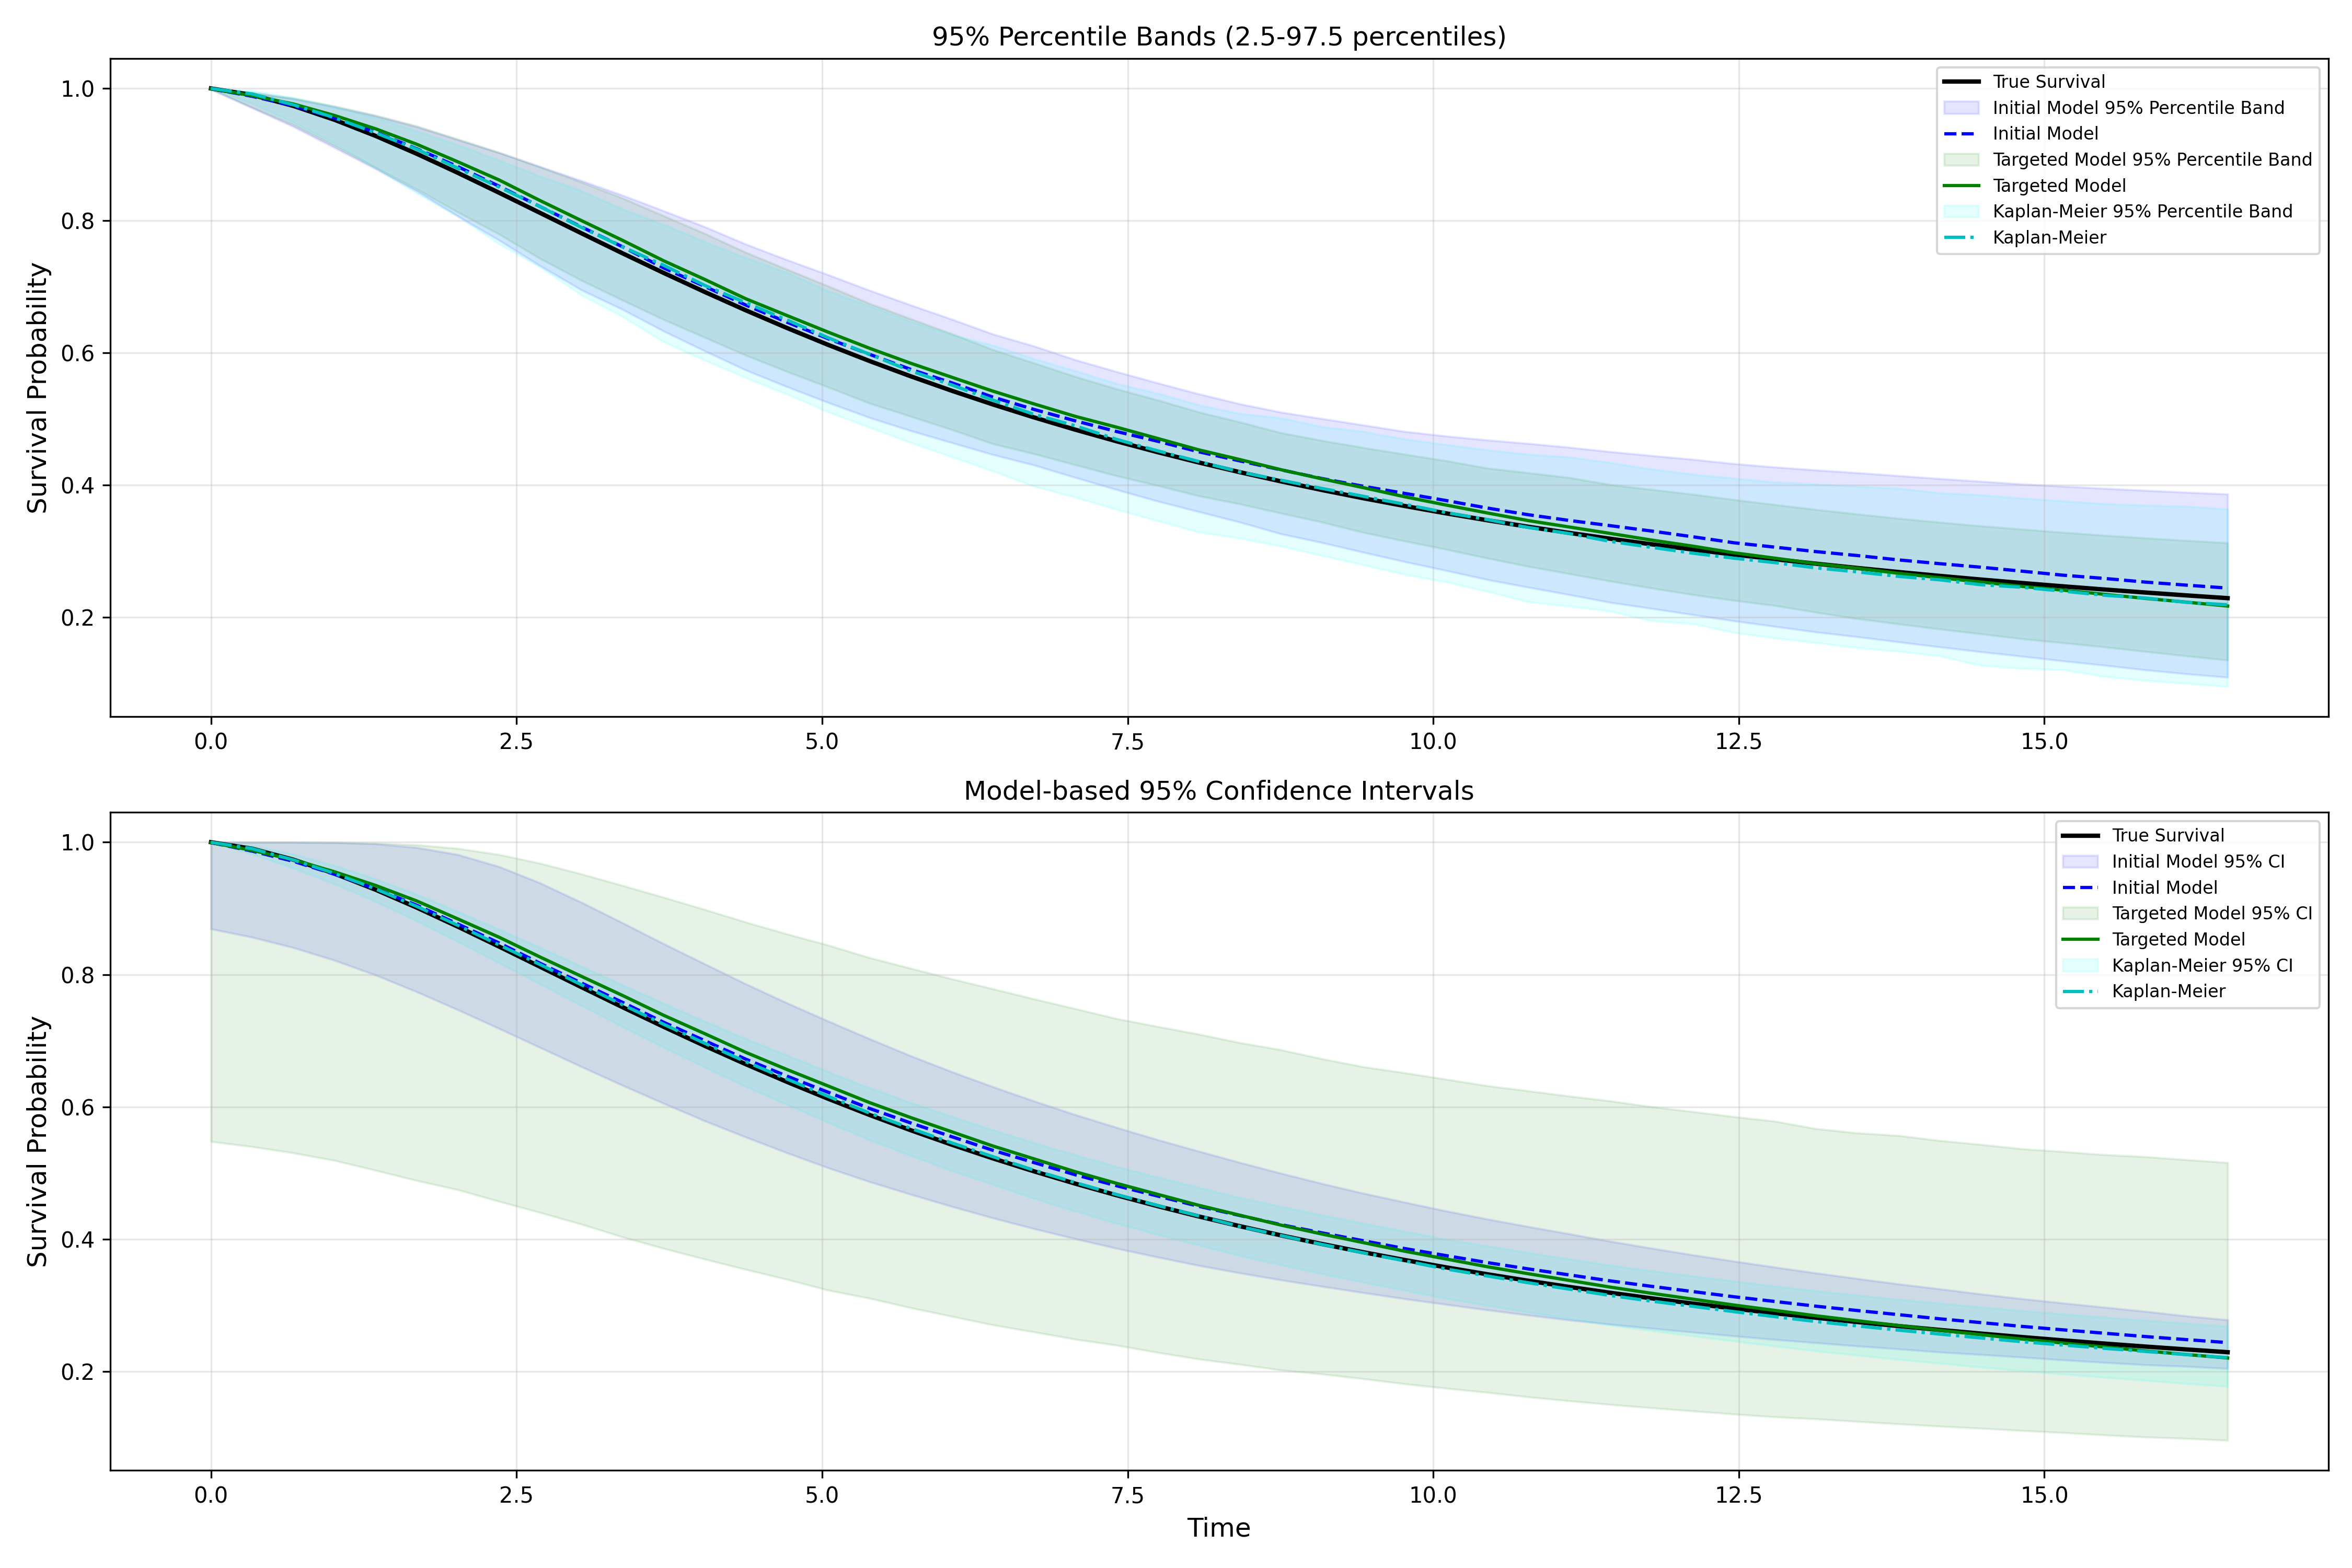 95% Percentile Bands (2.5-97.5 percentiles)
Survival Probability
1.0
0.8
0.6
0.4
0.2
True Survival
Initial Model 95% Percentile Band
Initial Model
Targeted Model 95% Percentile Band
Targeted Model
Kaplan-Meier 95% Percentile Band
Kaplan-Meier
0.0 2.5 5.0 7.5 10.0 12.5 15.0
Model-based 95% Confidence Intervals
Survival Probability
1.0
0.8
0.6
0.4
0.2
True Survival
Initial Model 95% CI
Initial Model
Targeted Model 95% CI
Targeted Model
Kaplan-Meier 95% CI
Kaplan-Meier
0.0 2.5 5.0 7.5 10.0 12.5 15.0
Time